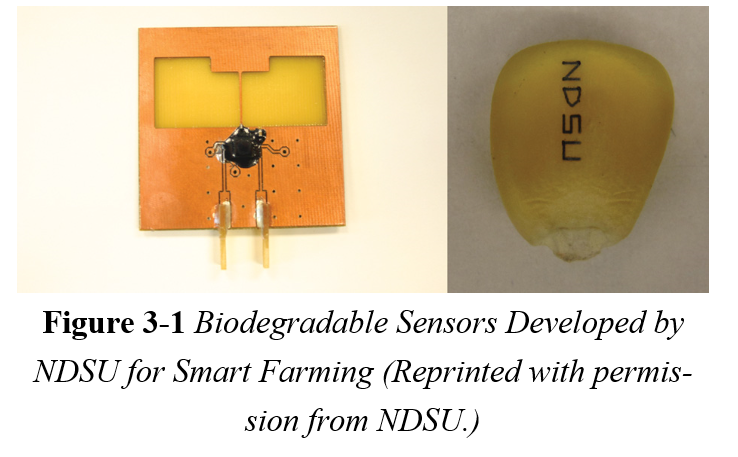 NDSU
Figure 3-1 Biodegradable Sensors Developed by
NDSU for Smart Farming (Reprinted with permis-
sion from NDSU.)